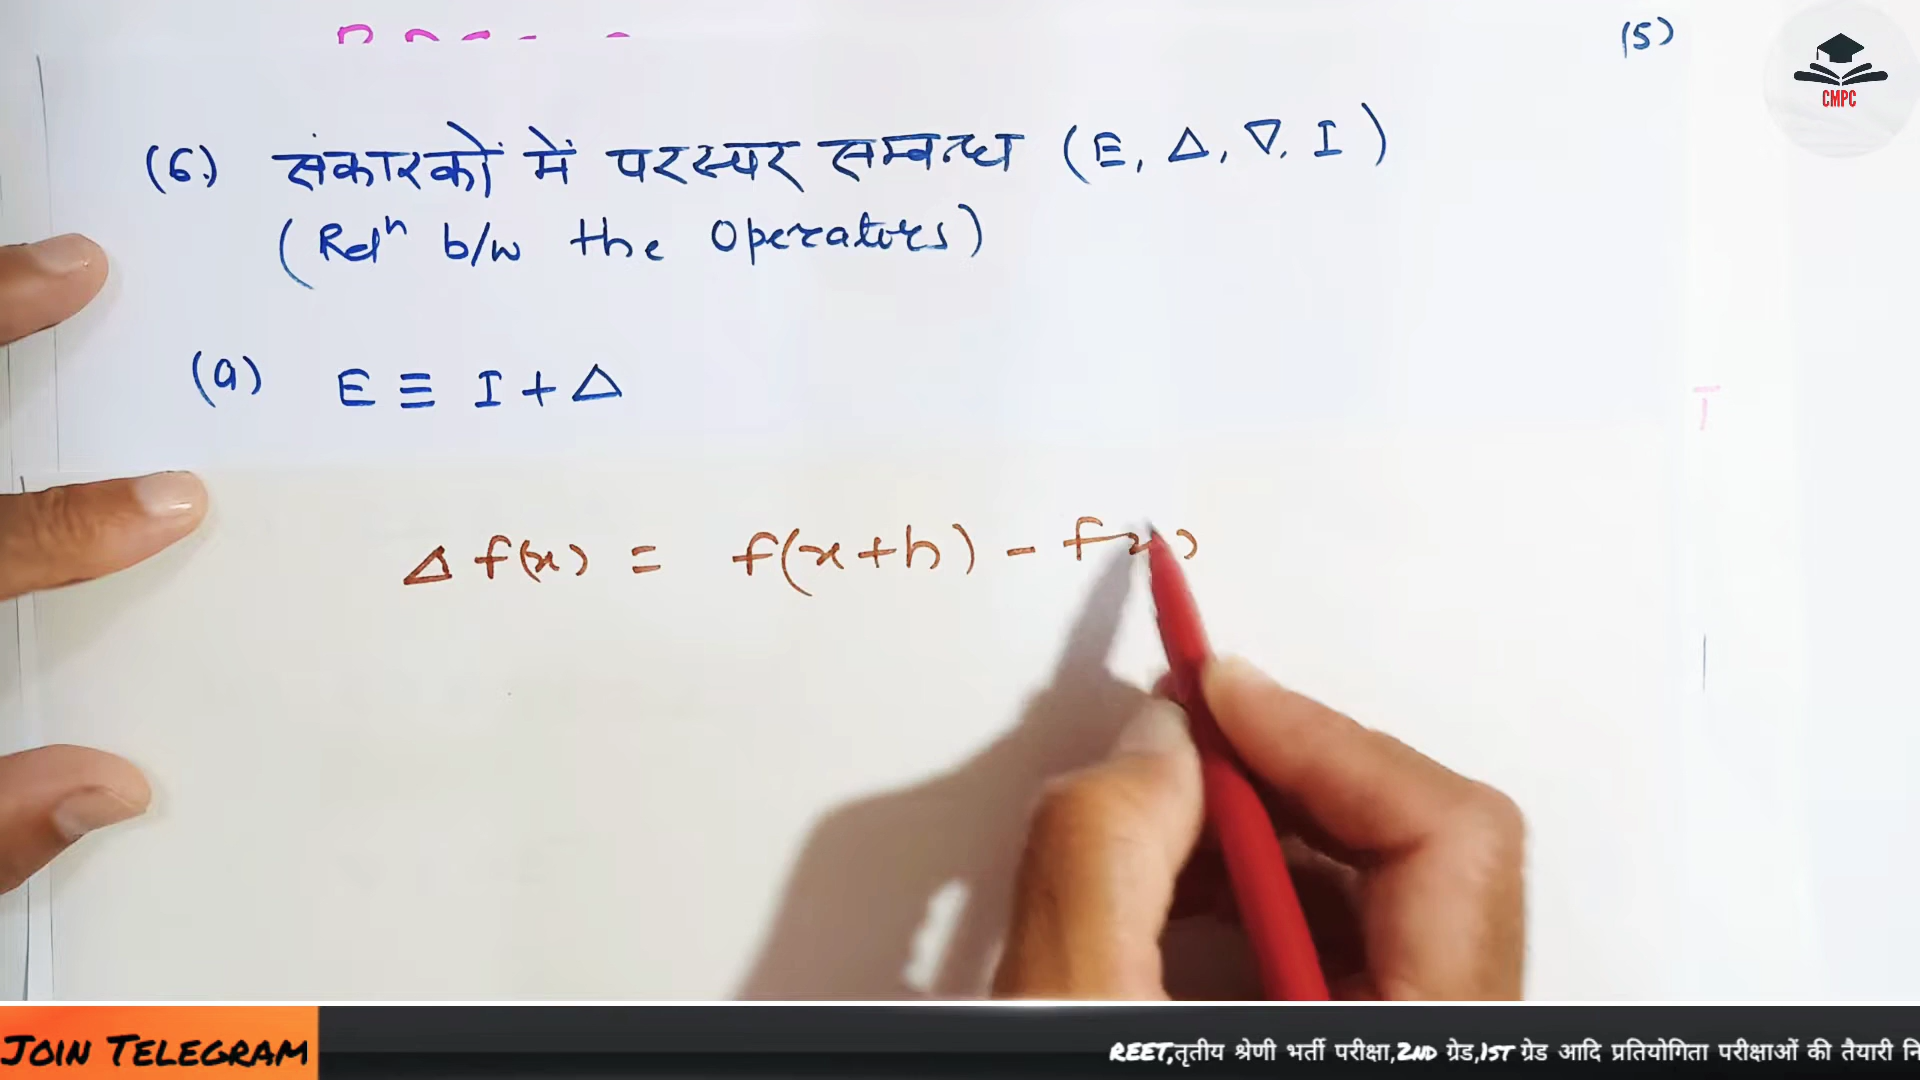 (5)
CMPC
(6.) संकारकों में परस्पर सम्बन्ध (E, Δ, ∇, I)
(Relⁿ b/w the Operators)
(a) E ≡ I + Δ
Δ f(x) = f(x+h) - f(x)
JOIN TELEGRAM
REET,तृतीय श्रेणी भर्ती परीक्षा,2ND ग्रेड,1ST ग्रेड आदि प्रतियोगिता परीक्षाओं की तैयारी नि